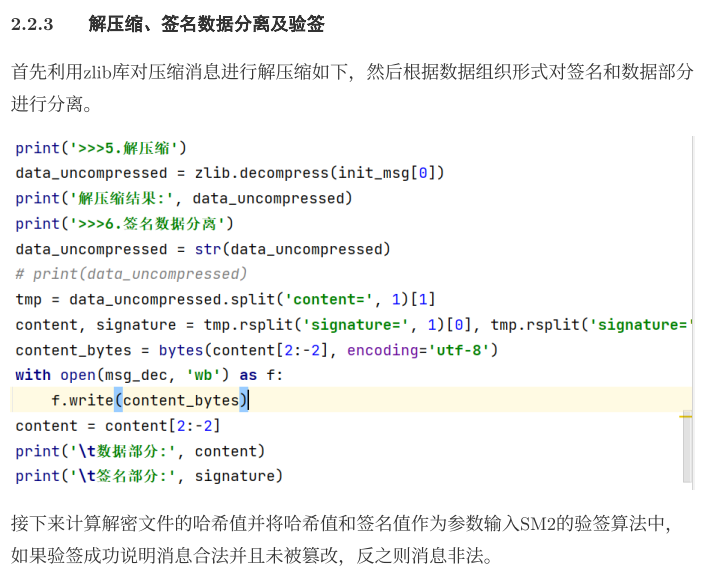 2.2.3 解压缩、签名数据分离及验签
首先利用zlib库对压缩消息进行解压缩如下，然后根据数据组织形式对签名和数据部分
进行分离。
print('>>>5.解压缩')
data_uncompressed = zlib.decompress(init_msg[0])
print('解压缩结果:', data_uncompressed)
print('>>>6.签名数据分离')
data_uncompressed = str(data_uncompressed)
# print(data_uncompressed)
tmp = data_uncompressed.split('content=', 1)[1]
content, signature = tmp.rsplit('signature=', 1)[0], tmp.rsplit('signature='
content_bytes = bytes(content[2:-2], encoding='utf-8')
with open(msg_dec, 'wb') as f:
    f.write(content_bytes)
content = content[2:-2]
print('\t数据部分:', content)
print('\t签名部分:', signature)
接下来计算解密文件的哈希值并将哈希值和签名值作为参数输入SM2的验签算法中，
如果验签成功说明消息合法并且未被篡改，反之则消息非法。